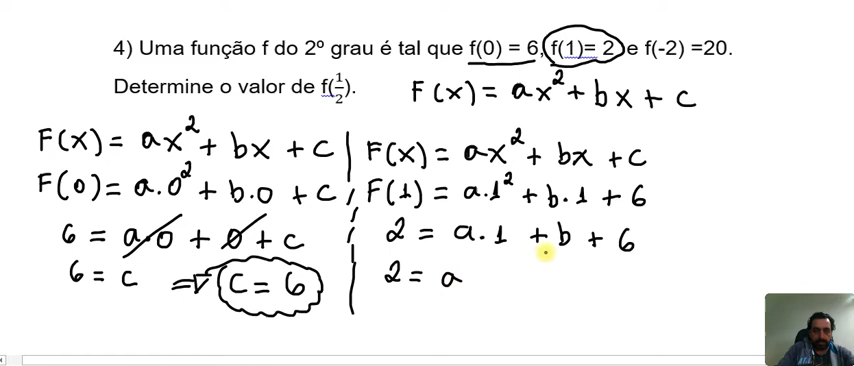 4) Uma função f do 2º grau é tal que f(0) = 6, f(1)= 2 e f(-2) =20.
Determine o valor de f(1/2).
F(x) = ax² + bx + c
F(x) = ax² + bx + c
F(0) = a.0² + b.0 + c
6 = a.0 + 0 + c
6 = c ⇒ c = 6
F(x) = ax² + bx + c
F(1) = a.1² + b.1 + 6
2 = a.1 + b + 6
2 = a